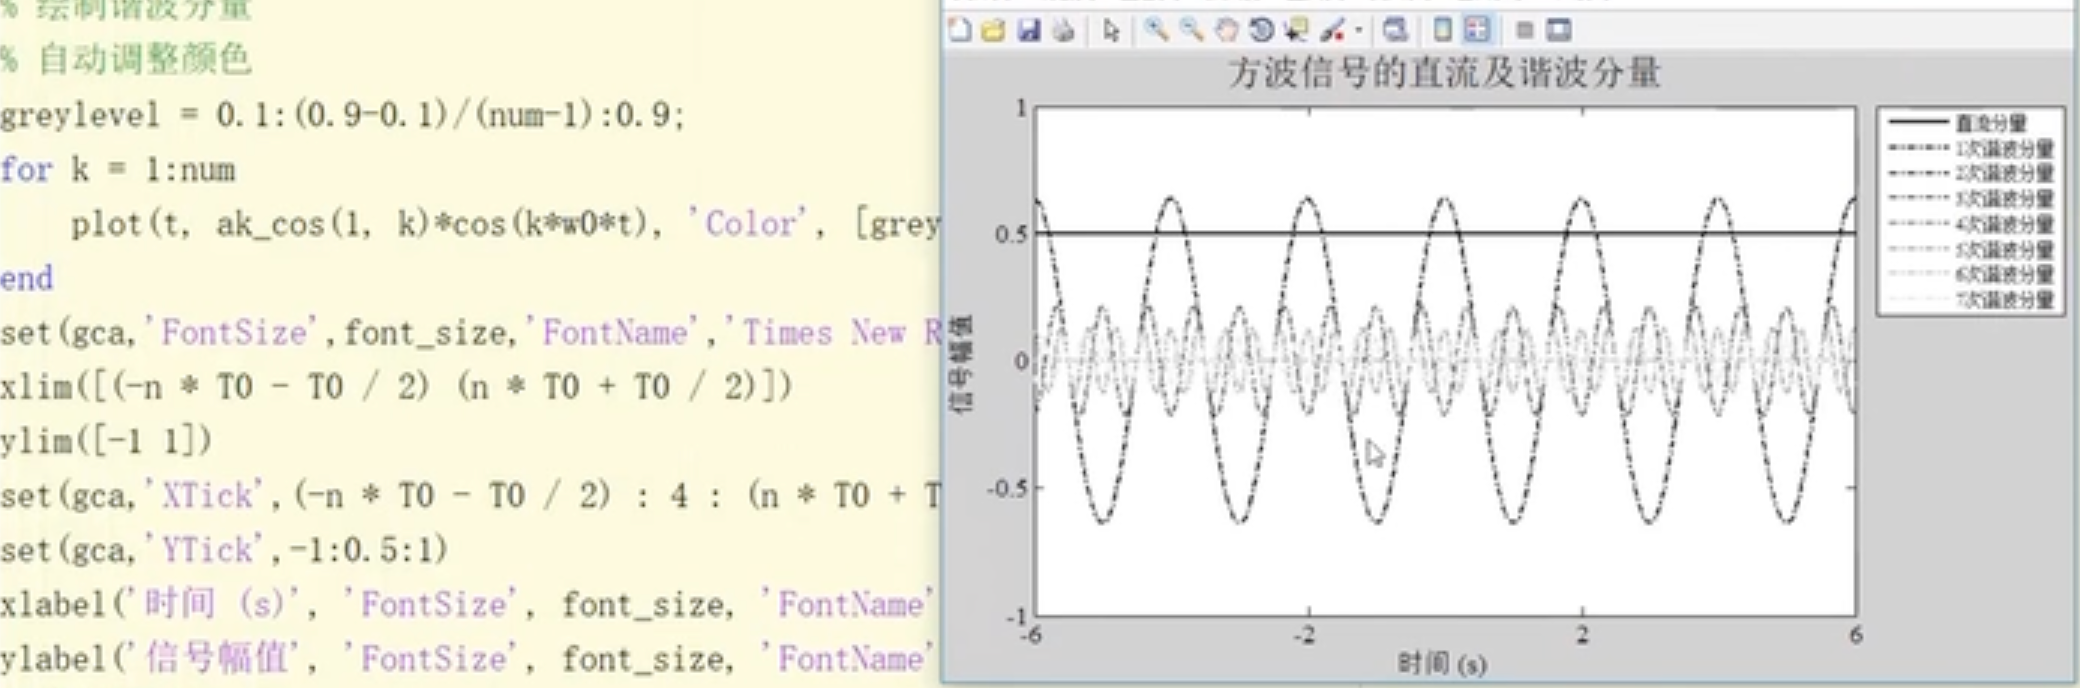 % 绘制谐波分量
% 自动调整颜色
greylevel = 0.1:(0.9-0.1)/(num-1):0.9;
for k = 1:num
plot(t, ak_cos(1, k)*cos(k*w0*t), 'Color', [grey
end
set(gca,'FontSize',font_size,'FontName','Times New R
xlim([(-n * T0 - T0 / 2) (n * T0 + T0 / 2)])
ylim([-1 1])
set(gca,'XTick',(-n * T0 - T0 / 2) : 4 : (n * T0 + T
set(gca,'YTick',-1:0.5:1)
xlabel('时间 (s)', 'FontSize', font_size, 'FontName'
ylabel('信号幅值', 'FontSize', font_size, 'FontName'
方波信号的直流及谐波分量
1
0.5
0
-0.5
-1
信号幅值
-6
-2
2
6
时间 (s)
直流分量
1次谐波分量
2次谐波分量
3次谐波分量
4次谐波分量
5次谐波分量
6次谐波分量
7次谐波分量